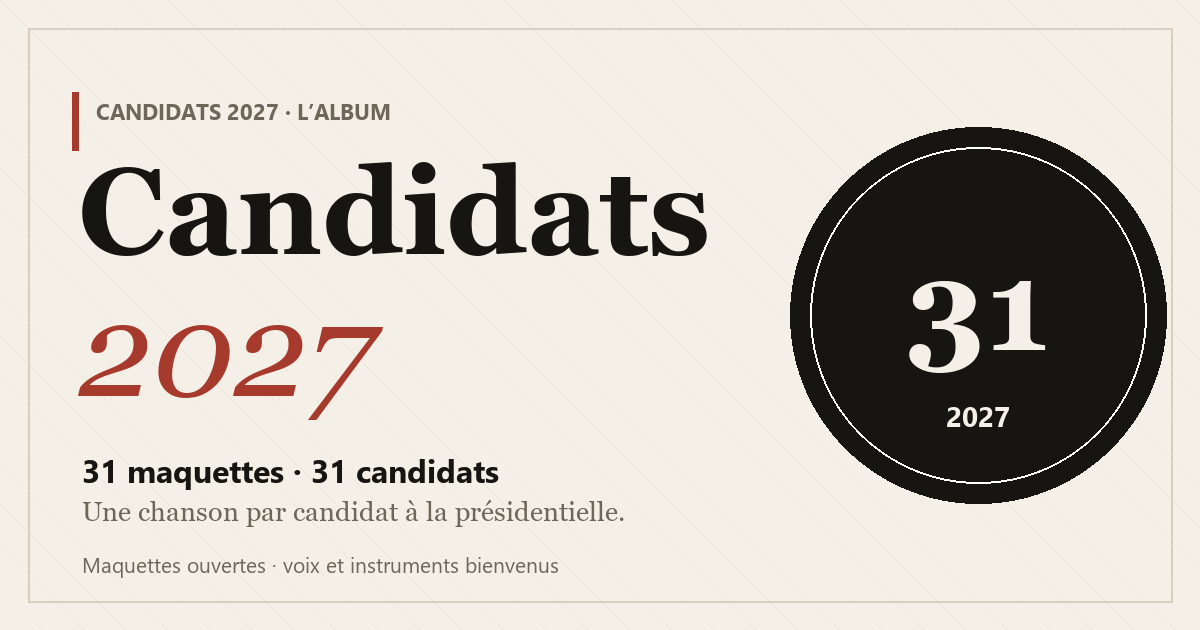 CANDIDATS 2027 · L’ALBUM
Candidats
2027
31 maquettes · 31 candidats
Une chanson par candidat à la présidentielle.
Maquettes ouvertes · voix et instruments bienvenus
31
2027